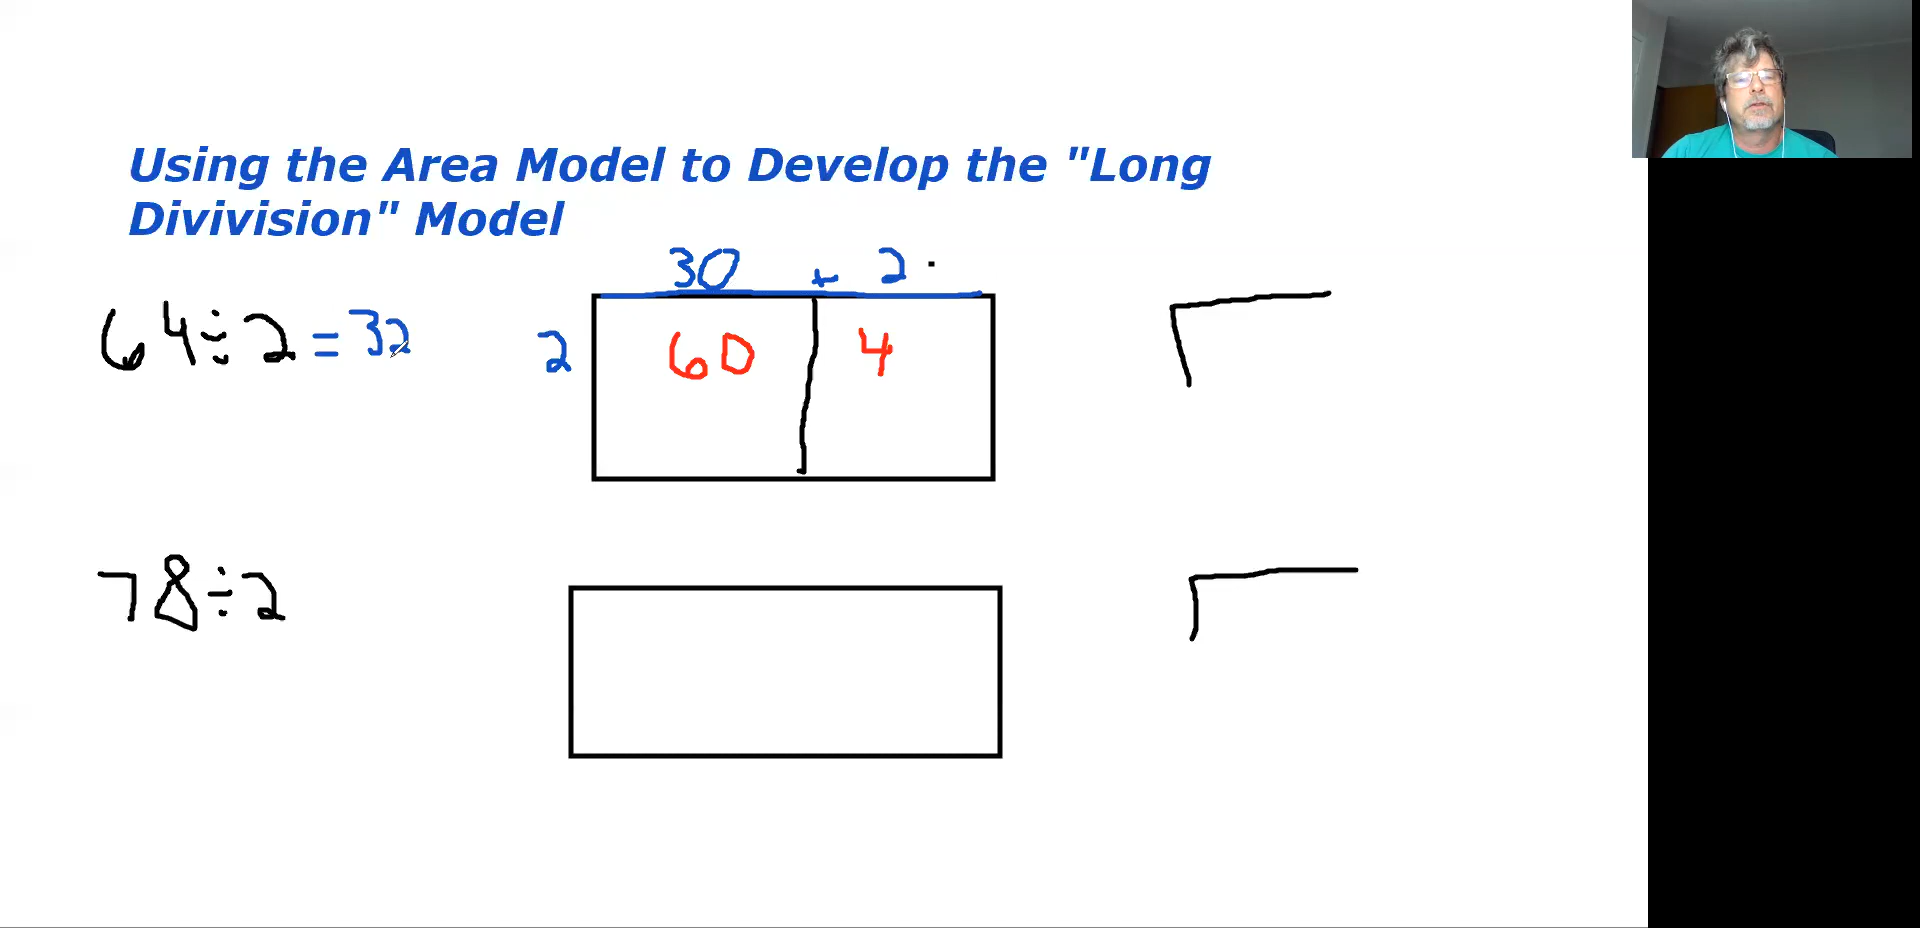 Using the Area Model to Develop the "Long
Divivision" Model
30 + 2
64÷2 = 32
2
60
4
78÷2